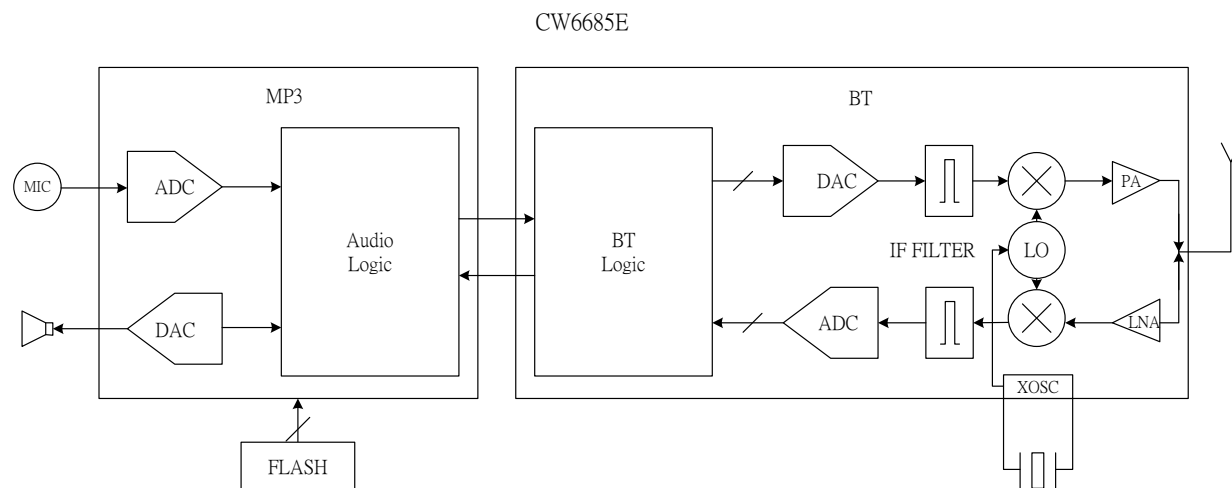 CW6685E
MP3
BT
MIC
ADC
DAC
Audio
Logic
BT
Logic
DAC
PA
IF FILTER
LO
ADC
LNA
XOSC
FLASH